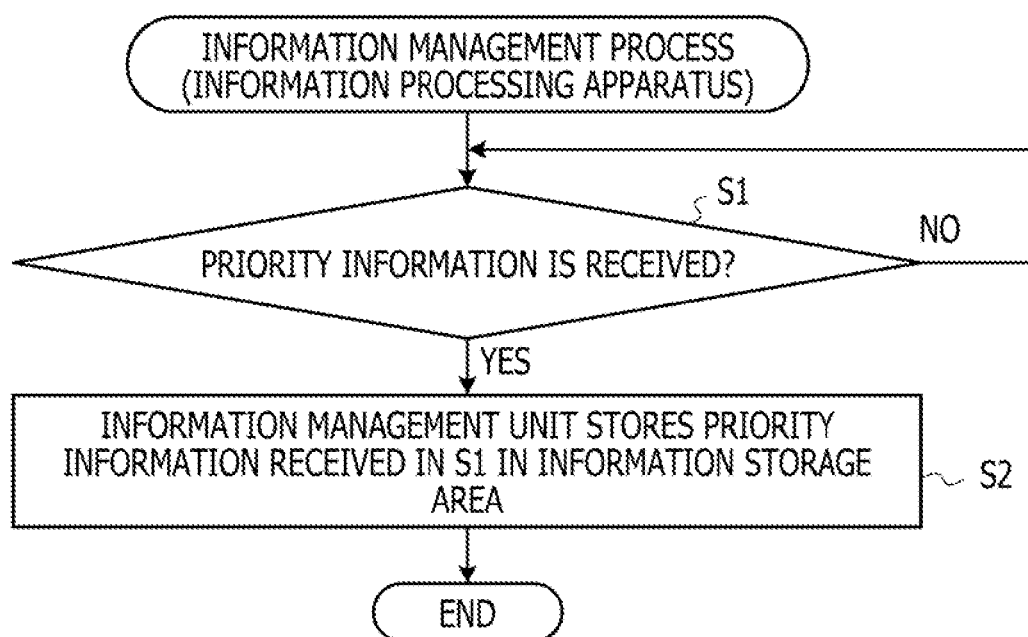 INFORMATION MANAGEMENT PROCESS
(INFORMATION PROCESSING APPARATUS)
S1
NO
PRIORITY INFORMATION IS RECEIVED?
YES
INFORMATION MANAGEMENT UNIT STORES PRIORITY
INFORMATION RECEIVED IN S1 IN INFORMATION STORAGE
AREA
S2
END